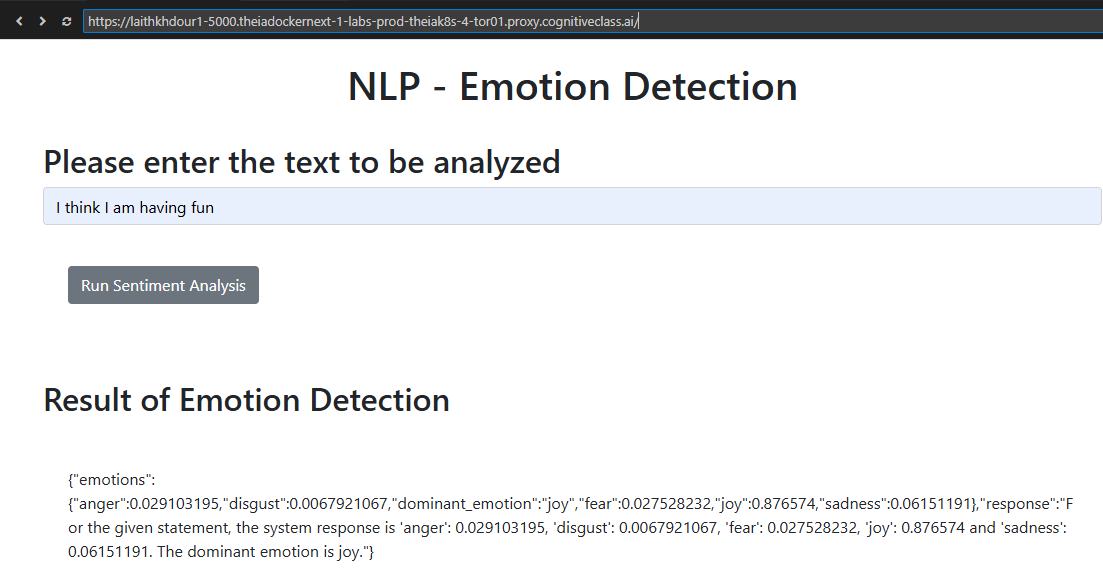 https://laithkhdour1-5000.theiadockernext-1-labs-prod-theiak8s-4-tor01.proxy.cognitiveclass.ai/
NLP - Emotion Detection
Please enter the text to be analyzed
I think I am having fun
Run Sentiment Analysis
Result of Emotion Detection
{"emotions":
{"anger":0.029103195,"disgust":0.0067921067,"dominant_emotion":"joy","fear":0.027528232,"joy":0.876574,"sadness":0.06151191},"response":"F
or the given statement, the system response is 'anger': 0.029103195, 'disgust': 0.0067921067, 'fear': 0.027528232, 'joy': 0.876574 and 'sadness':
0.06151191. The dominant emotion is joy."}